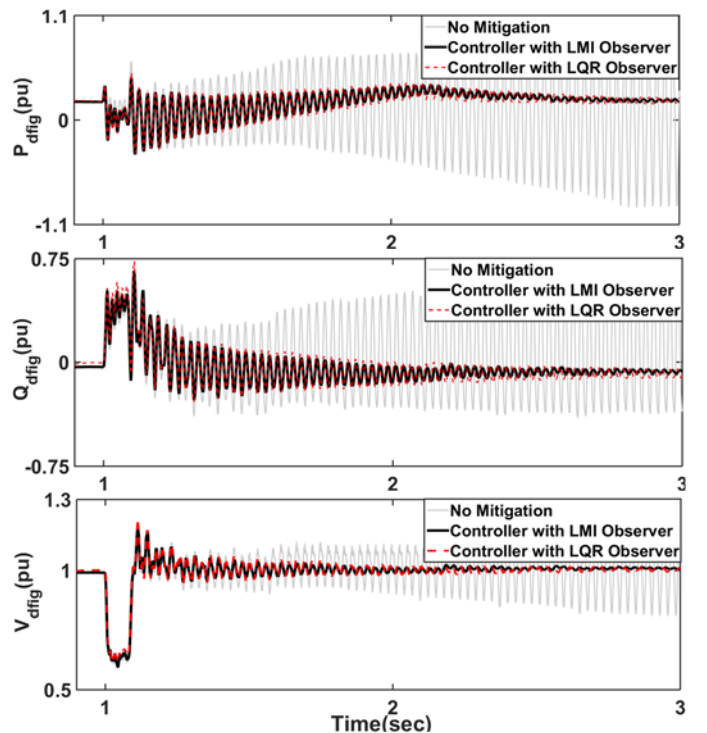 1.1
No Mitigation
Controller with LMI Observer
Controller with LQR Observer
P dfig(pu)
0
-1.1
1 2 3
0.75
No Mitigation
Controller with LMI Observer
Controller with LQR Observer
Q dfig(pu)
0
-0.75
1 2 3
1.3
No Mitigation
Controller with LMI Observer
Controller with LQR Observer
V dfig(pu)
1
0.5
1 2 3
Time(sec)